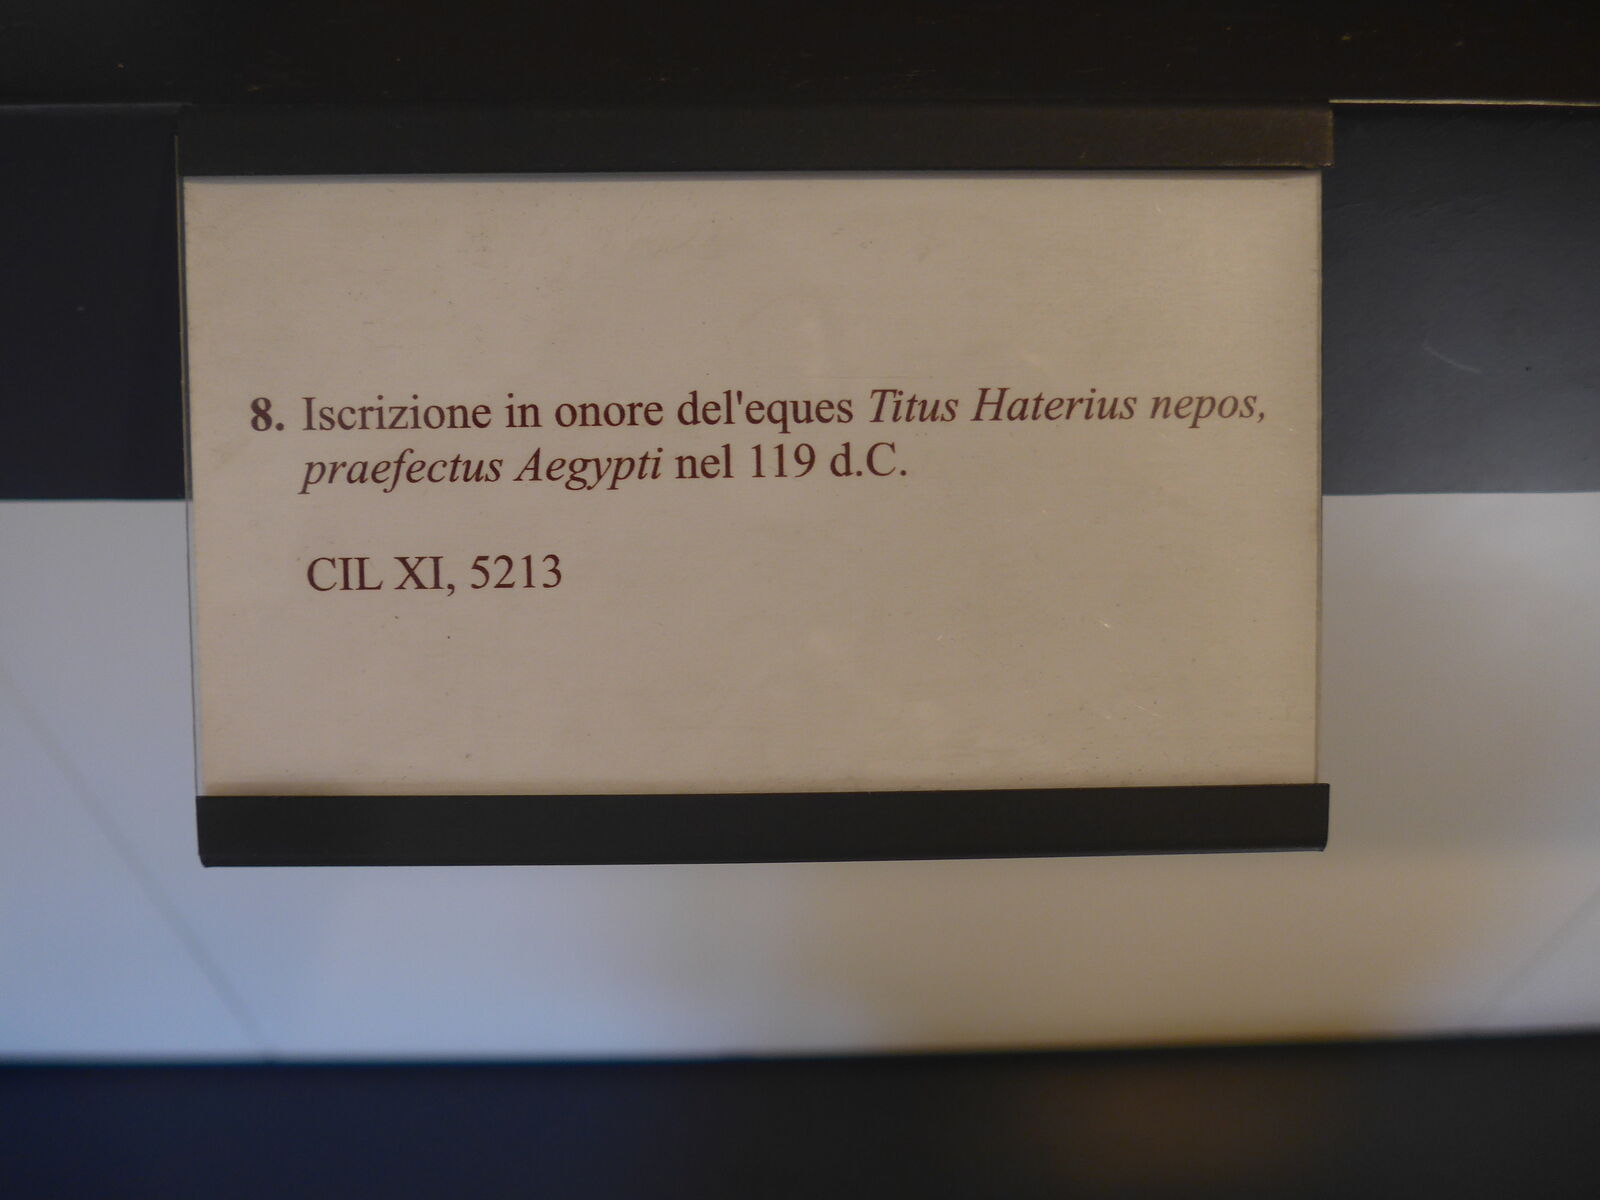 8. Iscrizione in onore del'eques Titus Haterius nepos,
praefectus Aegypti nel 119 d.C.
CIL XI, 5213